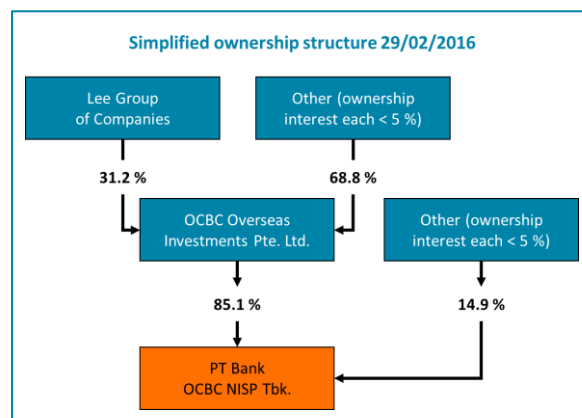 Simplified ownership structure 29/02/2016
Lee Group
of Companies
Other (ownership
interest each < 5 %)
31.2 %
68.8 %
OCBC Overseas
Investments Pte. Ltd.
Other (ownership
interest each < 5 %)
85.1 %
14.9 %
PT Bank
OCBC NISP Tbk.